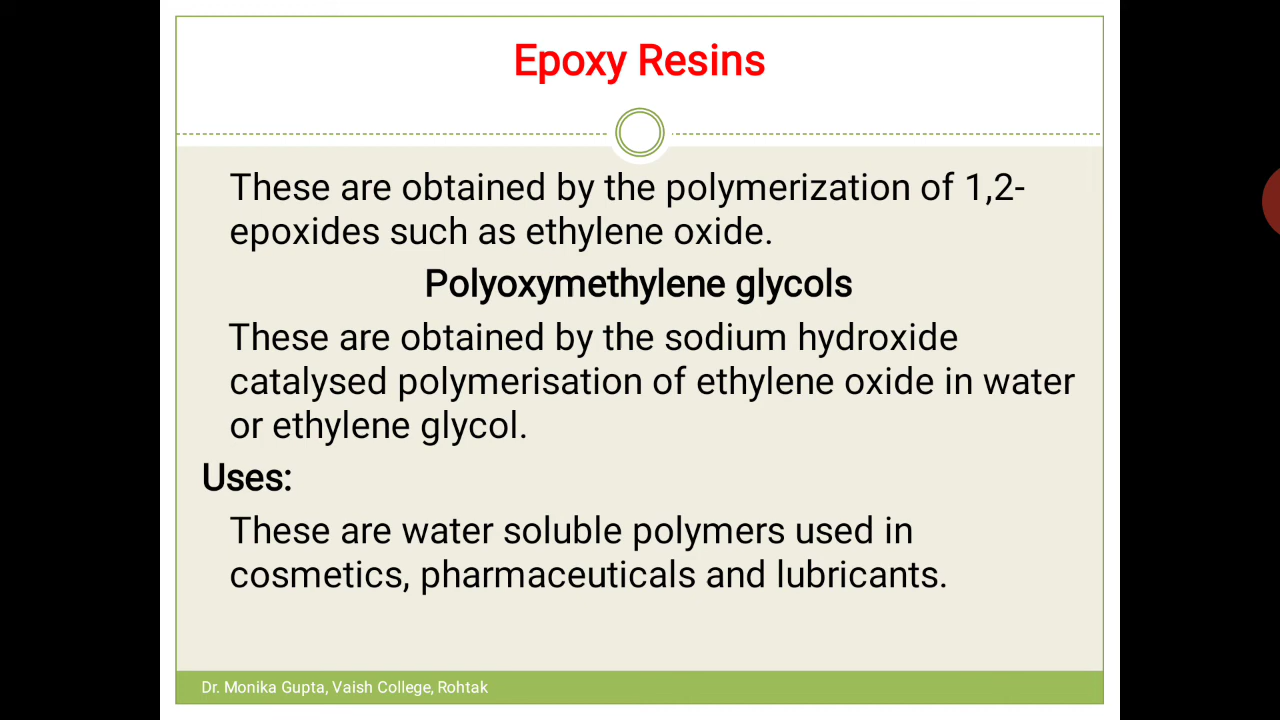 Epoxy Resins
These are obtained by the polymerization of 1,2-
epoxides such as ethylene oxide.
Polyoxymethylene glycols
These are obtained by the sodium hydroxide
catalysed polymerisation of ethylene oxide in water
or ethylene glycol.
Uses:
These are water soluble polymers used in
cosmetics, pharmaceuticals and lubricants.
Dr. Monika Gupta, Vaish College, Rohtak